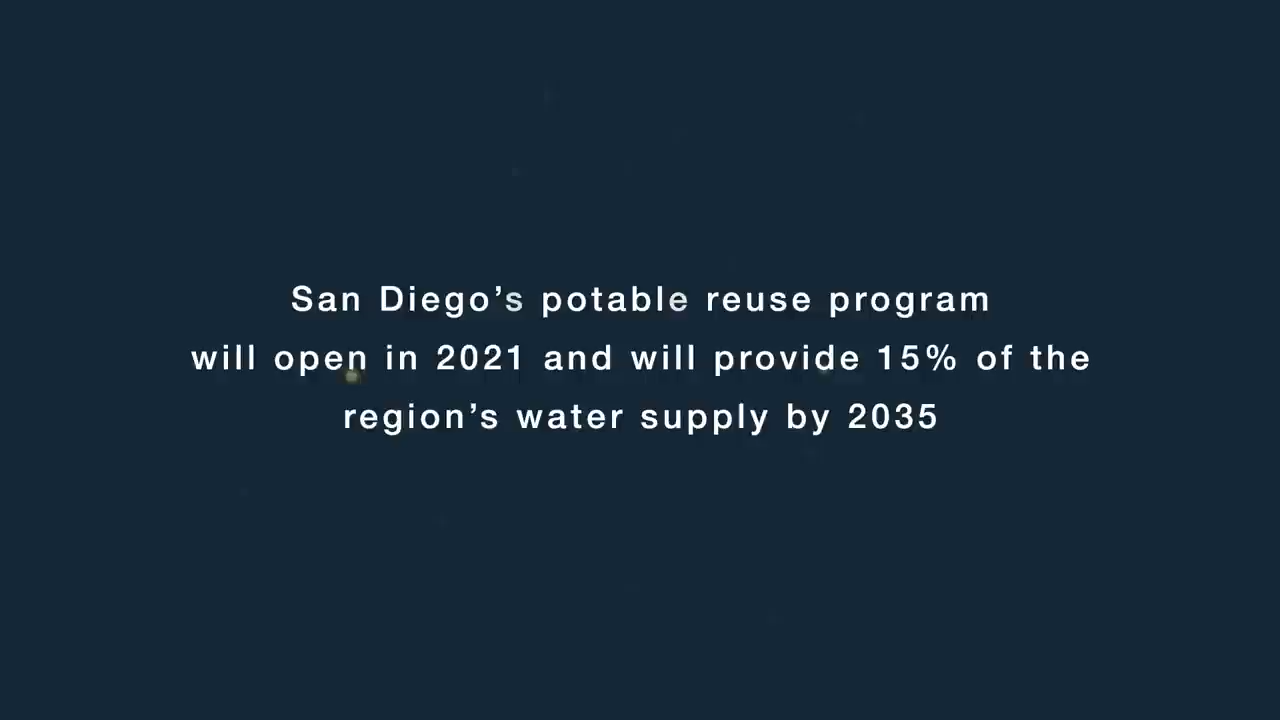 San Diego’s potable reuse program
will open in 2021 and will provide 15% of the
region’s water supply by 2035